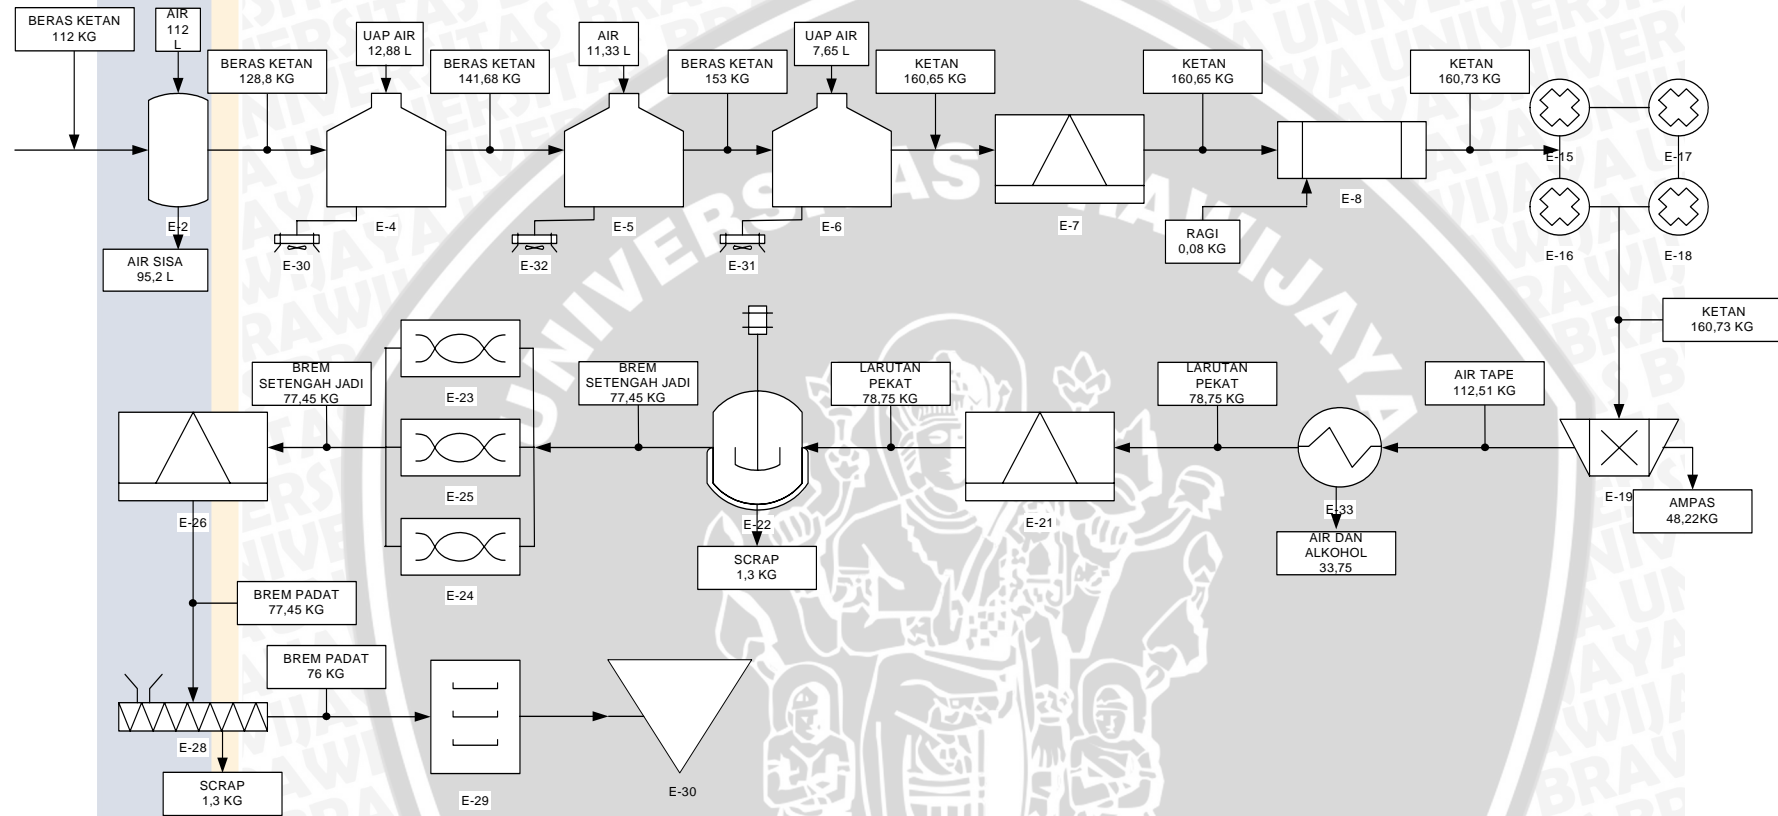 BERAS KETAN
112 KG
AIR
112
L
BERAS KETAN
128,8 KG
UAP AIR
12,88 L
BERAS KETAN
141,68 KG
AIR
11,33 L
BERAS KETAN
153 KG
UAP AIR
7,65 L
KETAN
160,65 KG
KETAN
160,65 KG
KETAN
160,73 KG
E-15
E-17
E-2
E-4
E-5
E-6
E-7
E-8
RAGI
0,08 KG
E-16
E-18
AIR SISA
95,2 L
E-30
E-32
E-31
KETAN
160,73 KG
UNIVERSITAS BRAWIJAYA
E-23
BREM
SETENGAH JADI
77,45 KG
BREM
SETENGAH JADI
77,45 KG
LARUTAN
PEKAT
78,75 KG
LARUTAN
PEKAT
78,75 KG
AIR TAPE
112,51 KG
E-26
E-25
E-22
E-21
E-33
E-19
AMPAS
48,22KG
SCRAP
1,3 KG
AIR DAN
ALKOHOL
33,75
E-24
BREM PADAT
77,45 KG
BREM PADAT
76 KG
E-28
SCRAP
1,3 KG
E-29
E-30